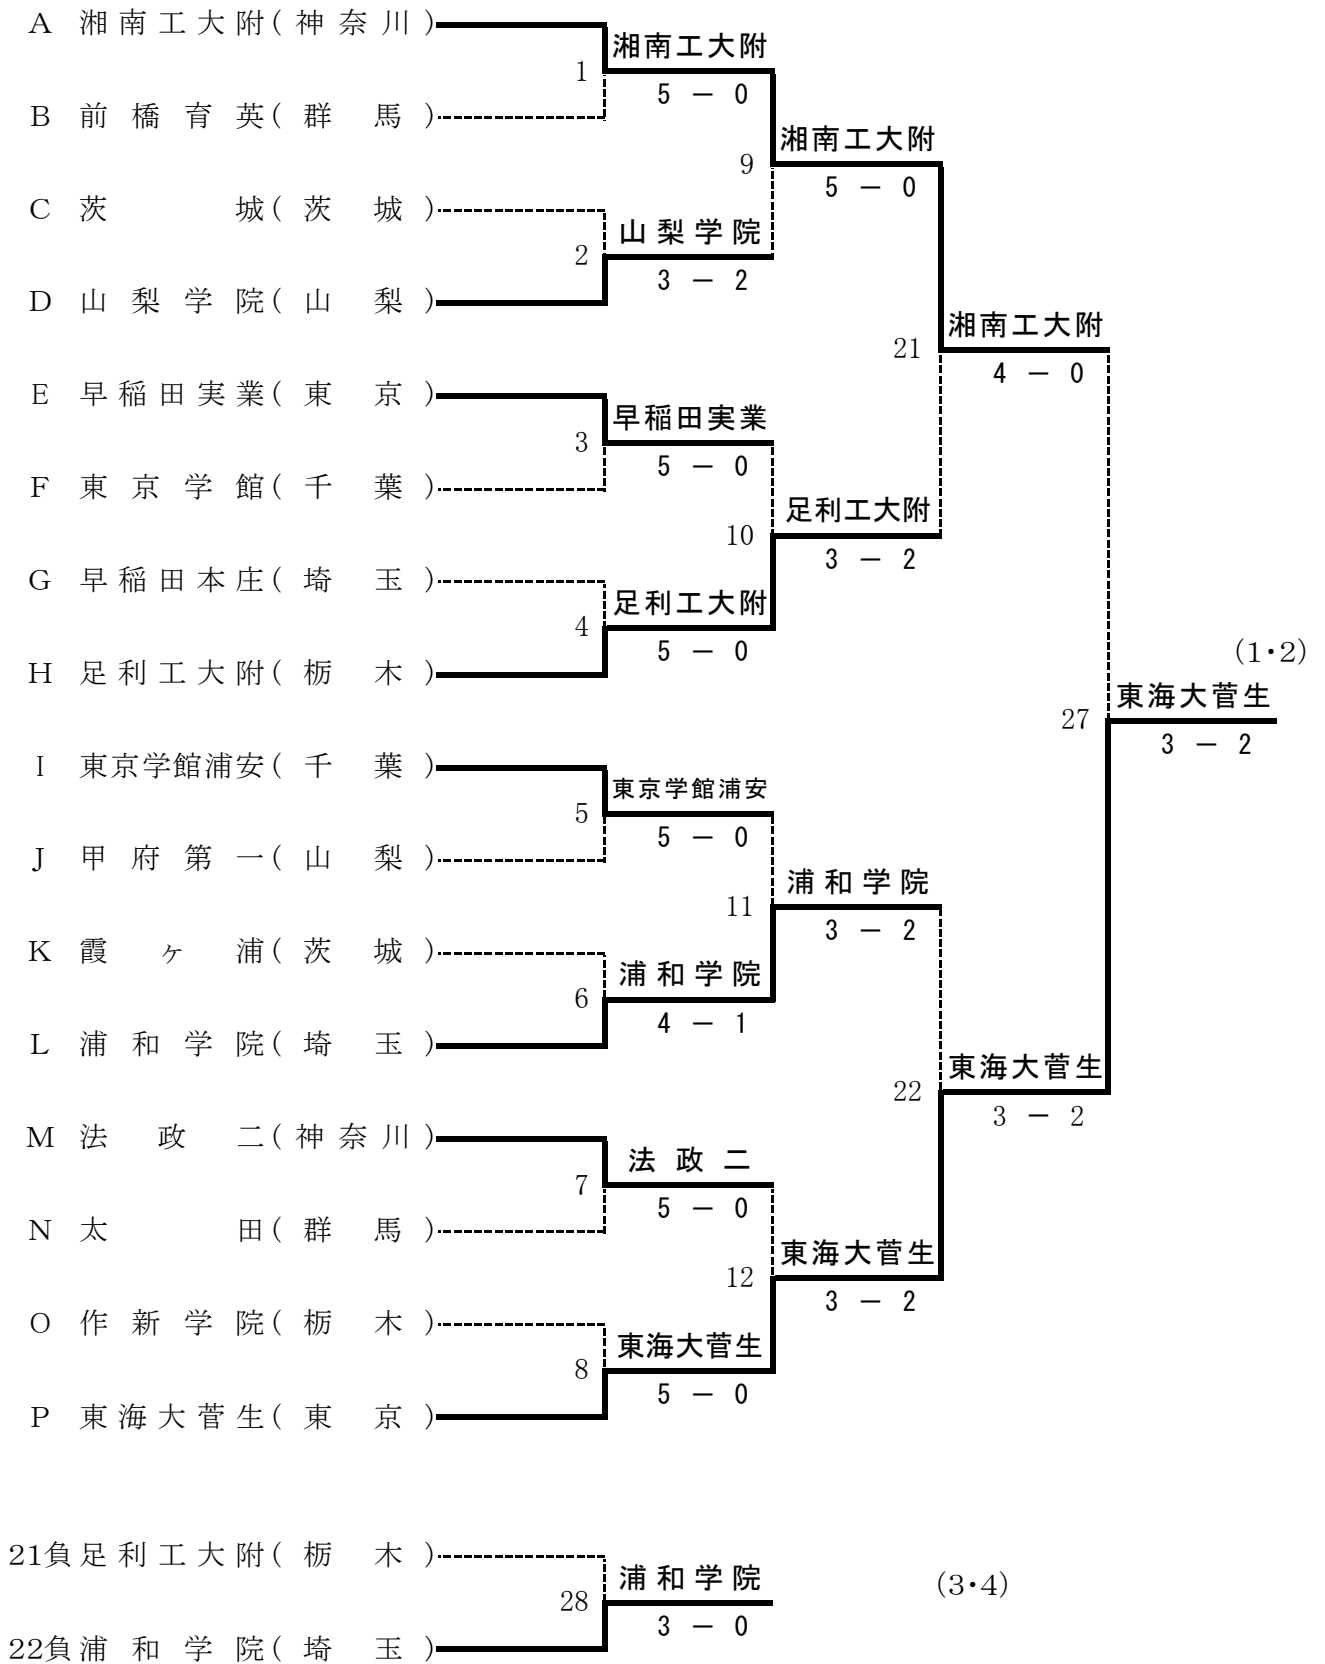 A 湘南工大附(神奈川)
湘南工大附
1
5 － 0
B 前橋育英(群馬)
湘南工大附
9
5 － 0
C 茨城(茨城)
山梨学院
2
3 － 2
D 山梨学院(山梨)
湘南工大附
21
4 － 0
E 早稲田実業(東京)
早稲田実業
3
5 － 0
F 東京学館(千葉)
足利工大附
10
3 － 2
G 早稲田本庄(埼玉)
足利工大附
4
5 － 0
H 足利工大附(栃木)
(1・2)
東海大菅生
27
3 － 2
I 東京学館浦安(千葉)
東京学館浦安
5
5 － 0
J 甲府第一(山梨)
浦和学院
11
3 － 2
K 霞ヶ浦(茨城)
浦和学院
6
4 － 1
L 浦和学院(埼玉)
東海大菅生
22
3 － 2
M 法政二(神奈川)
法政二
7
5 － 0
N 太田(群馬)
東海大菅生
12
3 － 2
O 作新学院(栃木)
東海大菅生
8
5 － 0
P 東海大菅生(東京)
21負 足利工大附(栃木)
浦和学院
28
3 － 0
(3・4)
22負 浦和学院(埼玉)